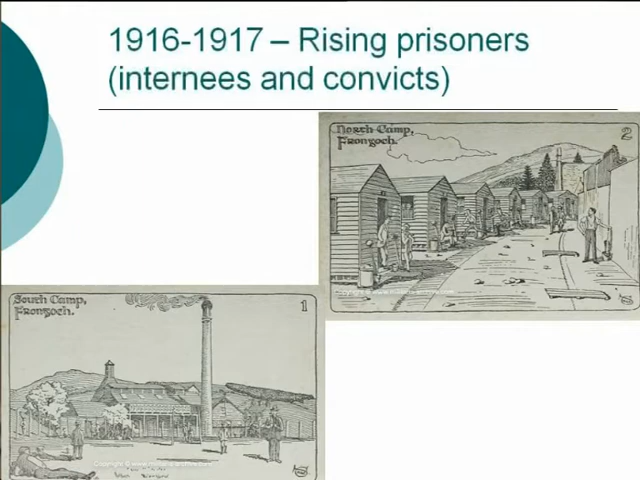 1916-1917 – Rising prisoners
(internees and convicts)
North Camp,
Frongoch.
2
South Camp,
Frongoch.
1